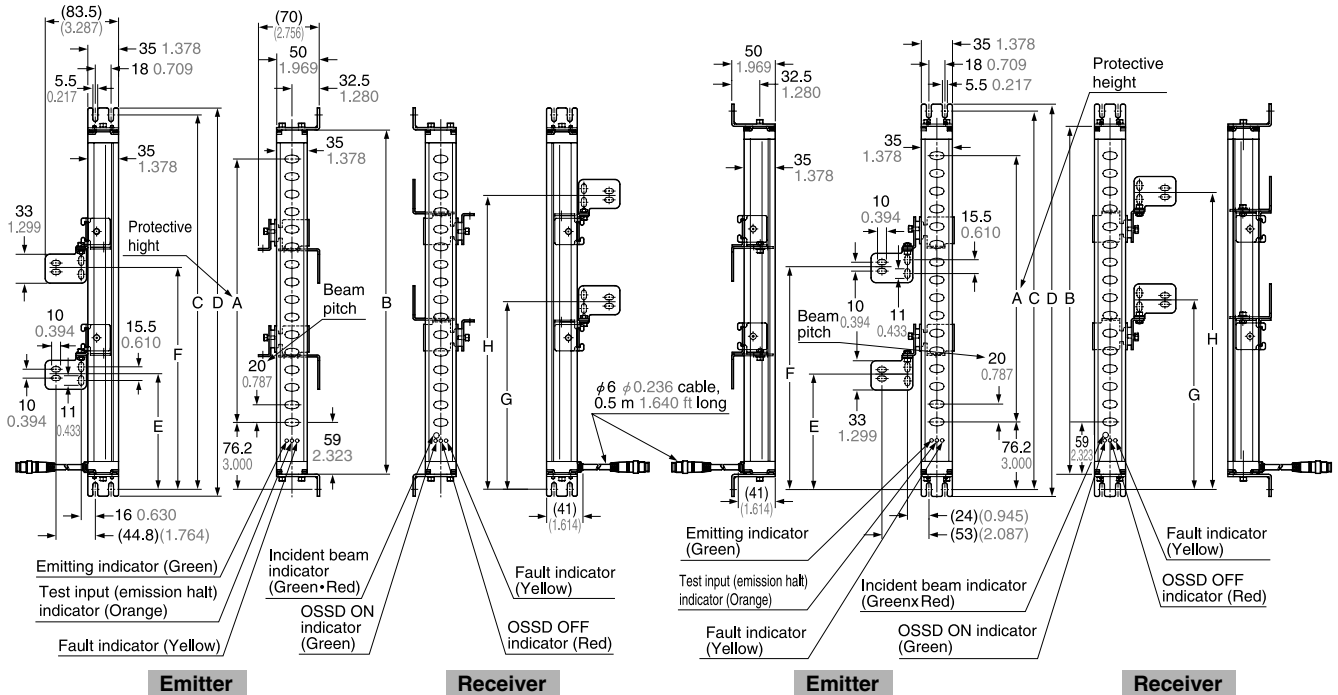 (83.5)
(3.287)
35 1.378
18 0.709
5.5
0.217
35
1.378
33
1.299
Protective
hight
10
0.394
15.5
0.610
10
0.394
11
0.433
C
D
A
F
E
16 0.630
(44.8)(1.764)
(70)
(2.756)
50
1.969
32.5
1.280
35
1.378
Beam
pitch
20
0.787
76.2
3.000
59
2.323
B
H
G
(41)
(1.614)
φ6 φ0.236 cable,
0.5 m 1.640 ft long
Emitting indicator (Green)
Test input (emission halt)
indicator (Orange)
Fault indicator (Yellow)
Incident beam
indicator
(Green•Red)
OSSD ON
indicator
(Green)
Fault indicator
(Yellow)
OSSD OFF
indicator (Red)
Emitter
Receiver
50
1.969
32.5
1.280
35
1.378
35 1.378
18 0.709
5.5 0.217
Protective
height
35
1.378
10
0.394
15.5
0.610
10
0.394
11
0.433
Beam
pitch
20
0.787
33
1.299
A
C
D
B
F
E
H
G
76.2
3.000
59
2.323
(41)
(1.614)
(24)(0.945)
(53)(2.087)
Emitting indicator
(Green)
Test input (emission halt)
indicator (Orange)
Fault indicator
(Yellow)
Incident beam indicator
(GreenxRed)
OSSD ON indicator
(Green)
Fault indicator
(Yellow)
OSSD OFF
indicator (Red)
Emitter
Receiver